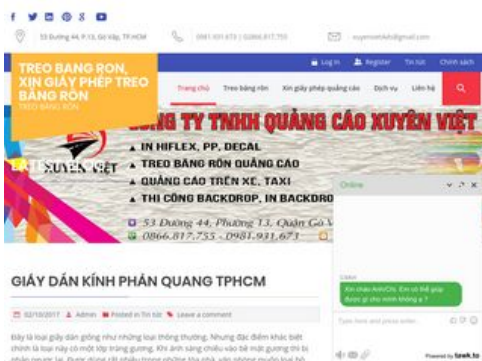 53 Đường 44, P.13, Gò Vấp, TP.HCM
Log In Register Tin tức Chính sách
TREO BANG RON,
XIN GIẤY PHÉP TREO
BĂNG RÔN
TREO BĂNG RÔN
Trang chủ Treo băng rôn Xin giấy phép quảng cáo Dịch vụ Liên hệ
TY TNHH QUẢNG CÁO XUYÊN VIỆT
IN HIFLEX, PP, DECAL
TREO BĂNG RÔN QUẢNG CÁO
QUẢNG CÁO TRÊN XE, TAXI
THI CÔNG BACKDROP, IN BACKDRO
LATEST BLOG
XUYÊN VIỆT
53 Đường 44, Phường 13, Quận Gò V
0866.817.755 - 0981.931.673
Online
GIẤY DÁN KÍNH PHẢN QUANG TPHCM
02/10/2017 Admin Posted in Tin tức Leave a comment
Đây là loại giấy dán giống như những loại thông thường. Nhưng đặc điểm khác biệt
chính là loại này có một lớp tráng gương. Khi ánh sáng chiếu vào bề mặt gương thì bị
Xin chào Anh/Chị. Em có thể giúp
được gì cho mình không ạ ?
Type here and press enter..
Powered by tawk.to